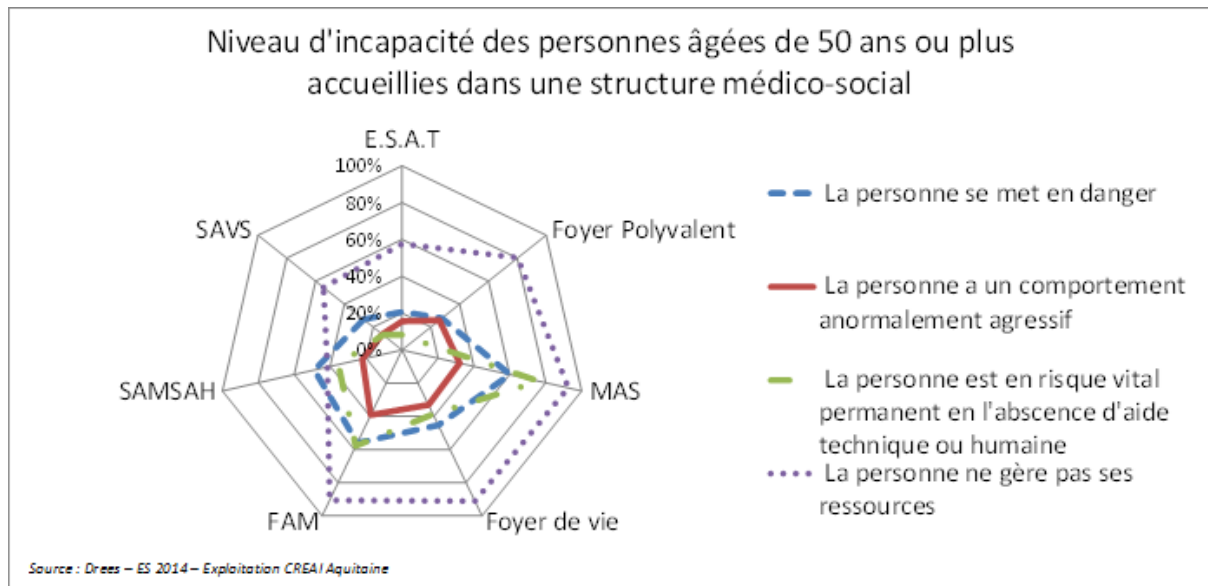 Niveau d'incapacité des personnes âgées de 50 ans ou plus
accueillies dans une structure médico-social
E.S.A.T
100%
80%
60%
40%
20%
0%
SAVS
Foyer Polyvalent
SAMSAH
MAS
FAM
Foyer de vie
La personne se met en danger
La personne a un comportement
anormalement agressif
La personne est en risque vital
permanent en l'abscence d'aide
technique ou humaine
La personne ne gère pas ses
ressources
Source : Drees – ES 2014 – Exploitation CREAI Aquitaine